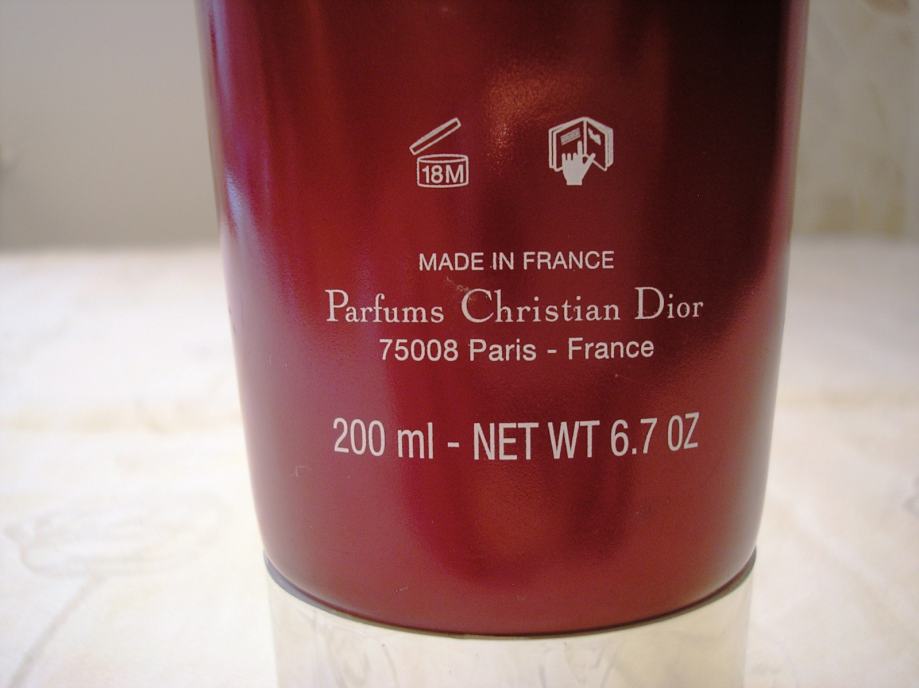 18M
MADE IN FRANCE
Parfums Christian Dior
75008 Paris - France
200 ml - NET WT 6.7 OZ